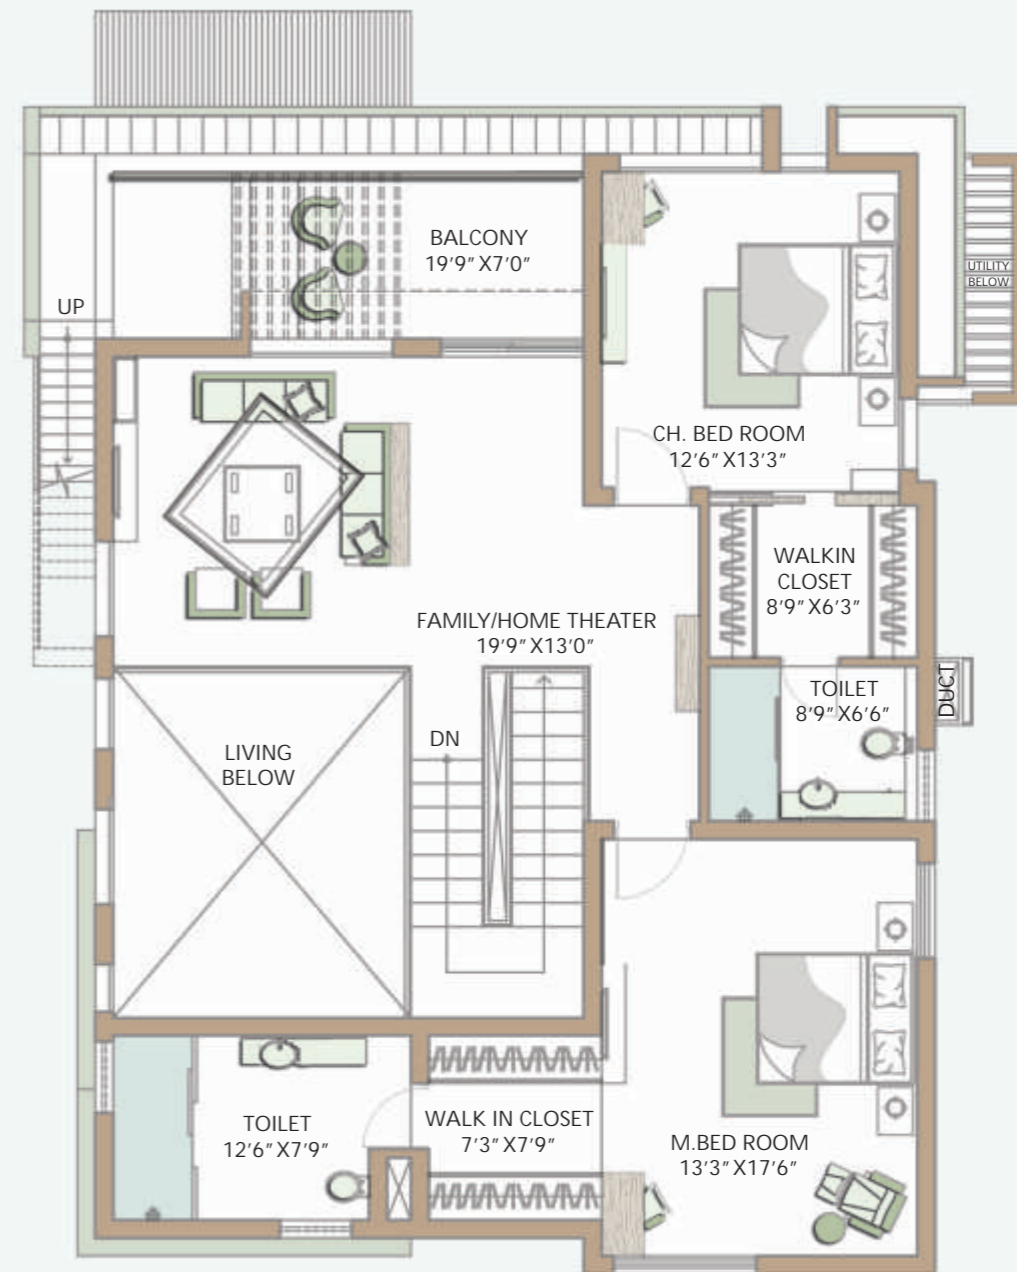 BALCONY
19'9" X7'0"
UTILITY
BELOW
UP
CH. BED ROOM
12'6" X13'3"
WALKIN
CLOSET
8'9" X6'3"
FAMILY/HOME THEATER
19'9" X13'0"
TOILET
8'9" X6'6"
DUCT
DN
LIVING
BELOW
TOILET
12'6" X7'9"
WALK IN CLOSET
7'3" X7'9"
M.BED ROOM
13'3" X17'6"